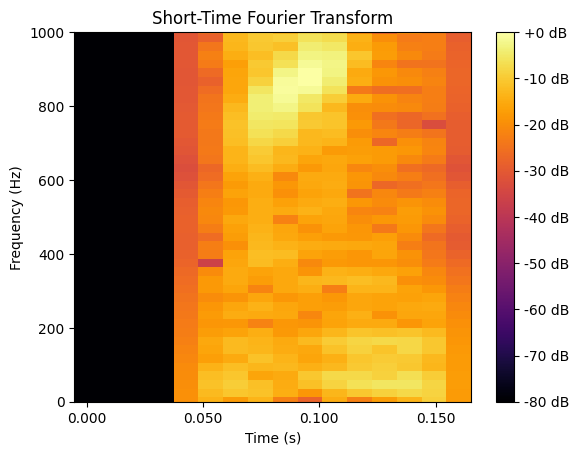 Short-Time Fourier Transform
1000
800
600
400
200
0
Frequency (Hz)
0.000
0.050
0.100
0.150
Time (s)
+0 dB
-10 dB
-20 dB
-30 dB
-40 dB
-50 dB
-60 dB
-70 dB
-80 dB